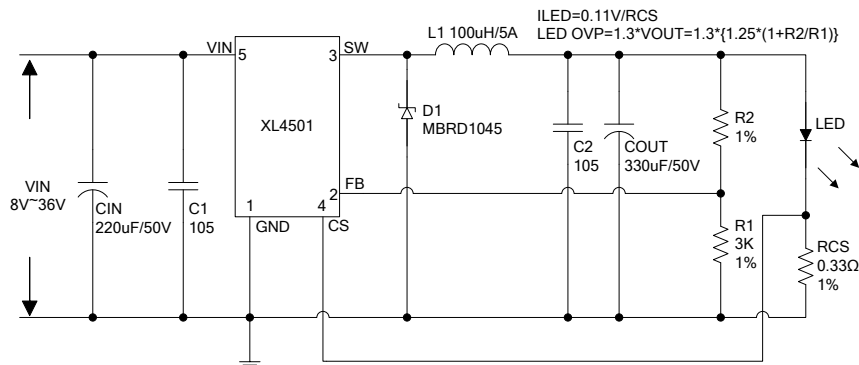 ILED=0.11V/RCS
LED OVP=1.3*VOUT=1.3*{1.25*(1+R2/R1)}
L1 100uH/5A
VIN
5
3
SW
XL4501
D1
MBRD1045
R2
1%
LED
C2
105
COUT
330uF/50V
VIN
8V~36V
CIN
220uF/50V
C1
105
2
FB
1
GND
4
CS
R1
3K
1%
RCS
0.33Ω
1%